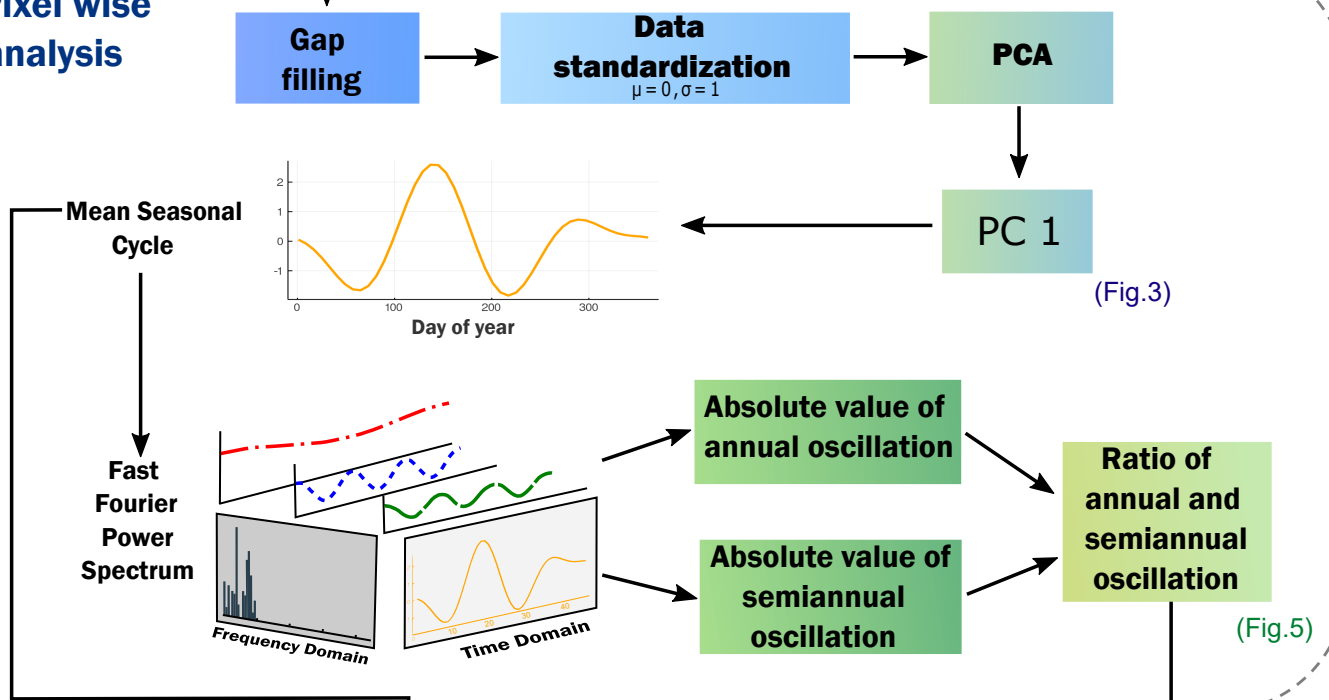 Pixel wise
analysis
Gap
filling
Data
standardization
μ = 0, σ = 1
PCA
PC 1
(Fig.3)
Mean Seasonal
Cycle
2
1
0
-1
0 100 200 300
Day of year
Fast
Fourier
Power
Spectrum
Frequency Domain
10 20 30 40
Time Domain
Absolute value of
annual oscillation
Absolute value of
semiannual
oscillation
Ratio of
annual and
semiannual
oscillation
(Fig.5)